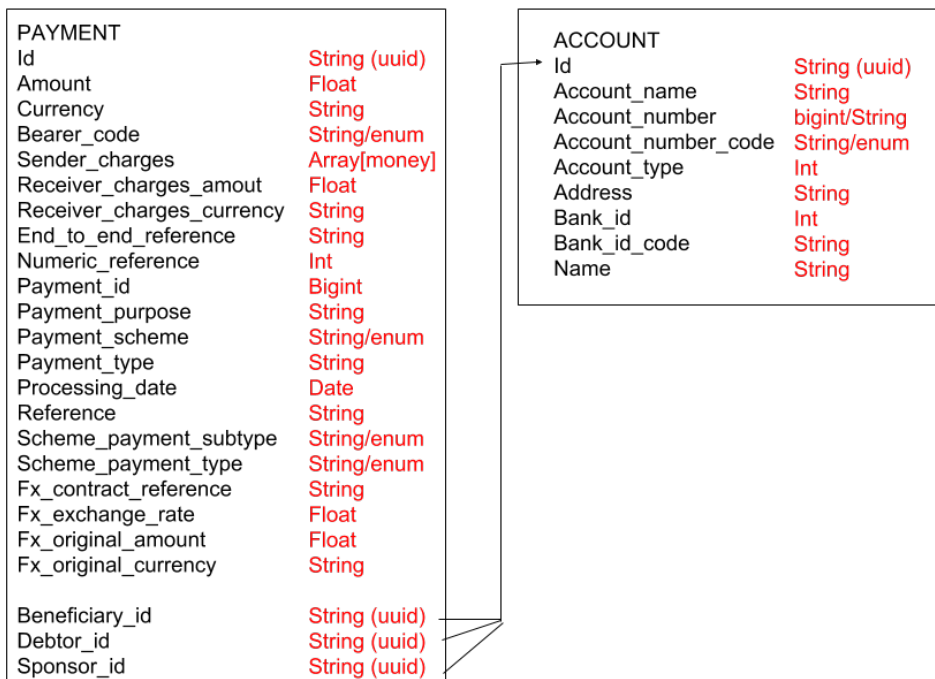 PAYMENT
Id String (uuid)
Amount Float
Currency String
Bearer_code String/enum
Sender_charges Array[money]
Receiver_charges_amout Float
Receiver_charges_currency String
End_to_end_reference String
Numeric_reference Int
Payment_id Bigint
Payment_purpose String
Payment_scheme String/enum
Payment_type String
Processing_date Date
Reference String
Scheme_payment_subtype String/enum
Scheme_payment_type String/enum
Fx_contract_reference String
Fx_exchange_rate Float
Fx_original_amount Float
Fx_original_currency String
Beneficiary_id String (uuid)
Debtor_id String (uuid)
Sponsor_id String (uuid)
ACCOUNT
Id String (uuid)
Account_name String
Account_number bigint/String
Account_number_code String/enum
Account_type Int
Address String
Bank_id Int
Bank_id_code String
Name String